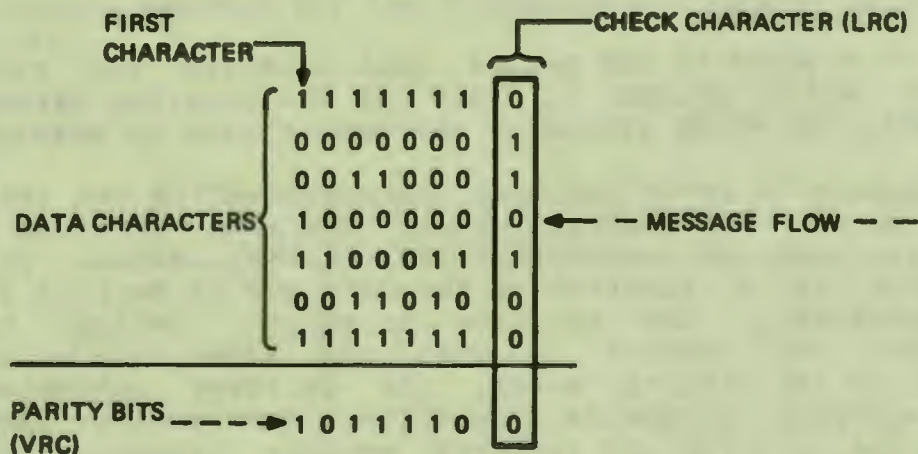 FIRST
CHARACTER
CHECK CHARACTER (LRC)
1 1 1 1 1 1 1 0
0 0 0 0 0 0 0 1
0 0 1 1 0 0 0 1
DATA CHARACTERS 1 0 0 0 0 0 0 0 MESSAGE FLOW
1 1 0 0 0 1 1 1
0 0 1 1 0 1 0 0
1 1 1 1 1 1 1 0
PARITY BITS
(VRC)
1 0 1 1 1 1 0 0